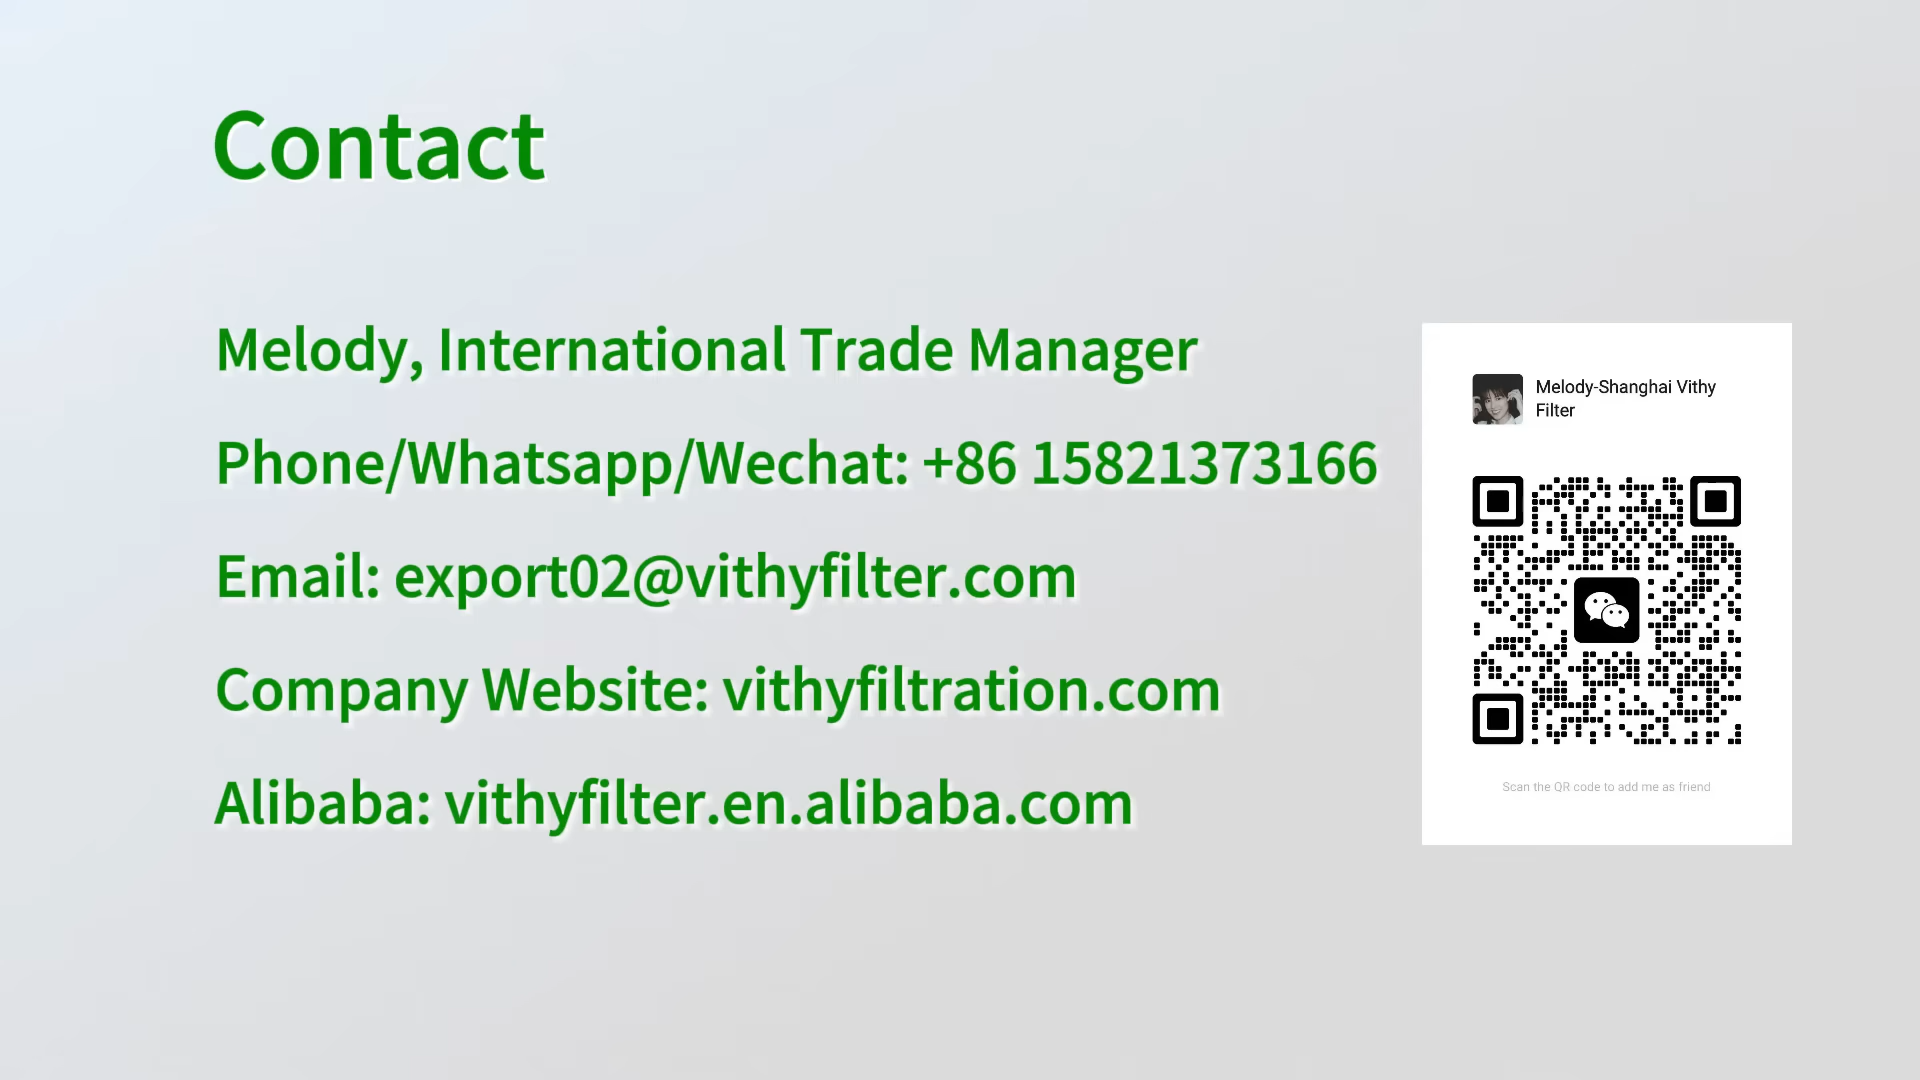 Contact
Melody, International Trade Manager
Phone/Whatsapp/Wechat: +86 15821373166
Email: export02@vithyfilter.com
Company Website: vithyfiltration.com
Alibaba: vithyfilter.en.alibaba.com
Melody-Shanghai Vithy
Filter
Scan the QR code to add me as friend